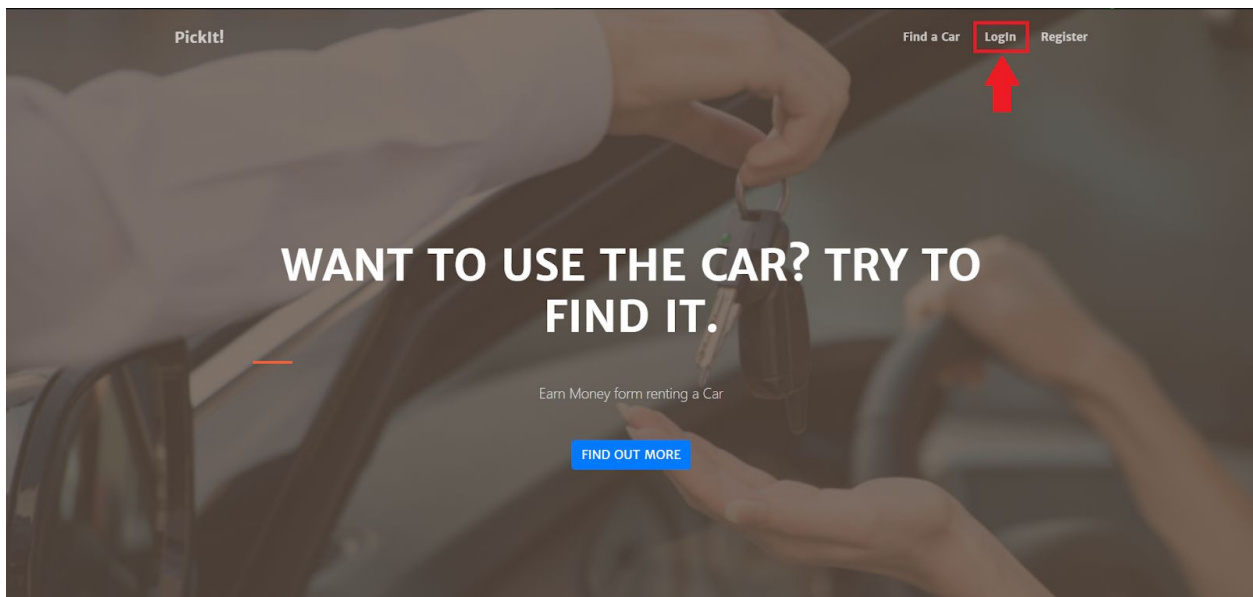 PickIt!
Find a Car LogIn Register
WANT TO USE THE CAR? TRY TO
FIND IT.
Earn Money form renting a Car
FIND OUT MORE